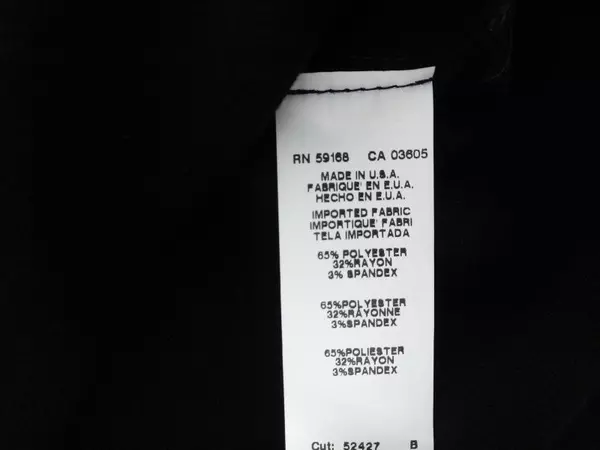 RN 59168 CA 03605
MADE IN U.S.A.
FABRIQUE' EN E.U.A.
HECHO EN E.U.A.
IMPORTED FABRIC
IMPORTIQUE' FABRI
TELA IMPORTADA
65% POLYESTER
32%RAYON
3% SPANDEX
65%POLYESTER
32%RAYONNE
3%SPANDEX
65%POLIESTER
32%RAYON
3%SPANDEX
Cut: 52427 B